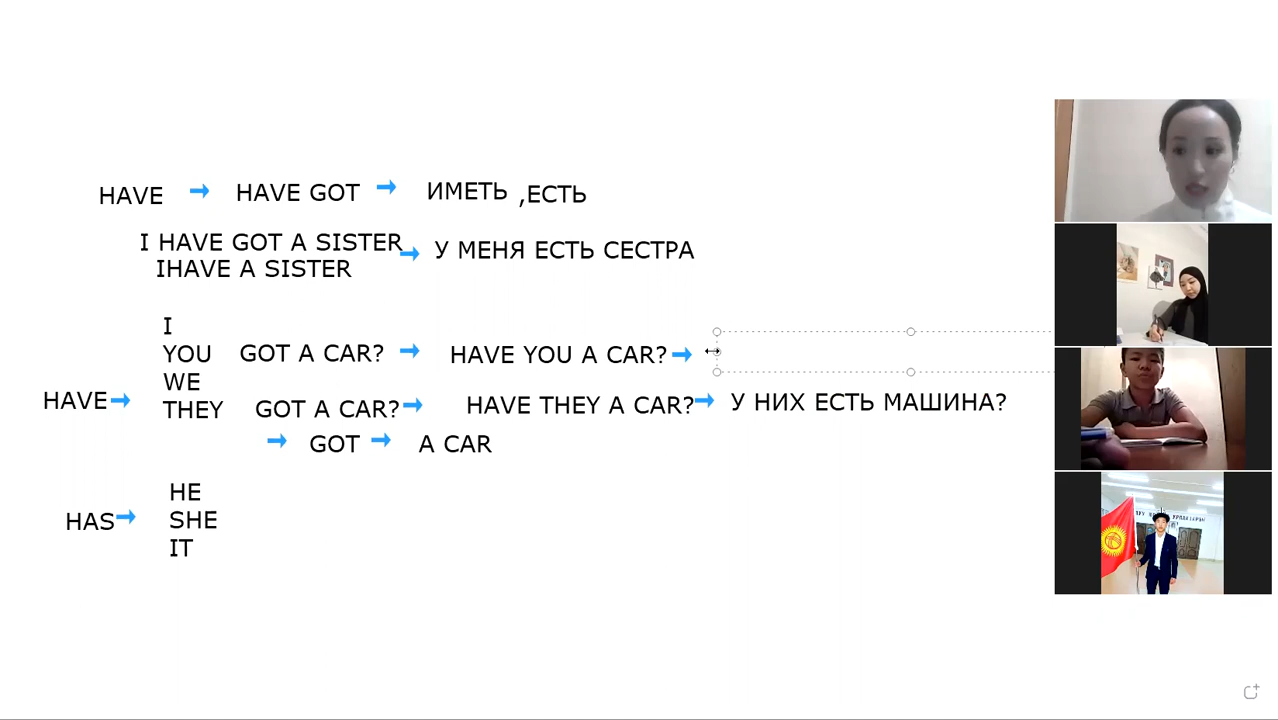 HAVE HAVE GOT ИМЕТЬ ,ЕСТЬ
I HAVE GOT A SISTER
IHAVE A SISTER
У МЕНЯ ЕСТЬ СЕСТРА
I
YOU GOT A CAR? HAVE YOU A CAR?
WE
HAVE
THEY GOT A CAR? HAVE THEY A CAR? У НИХ ЕСТЬ МАШИНА?
GOT A CAR
HE
HAS
SHE
IT